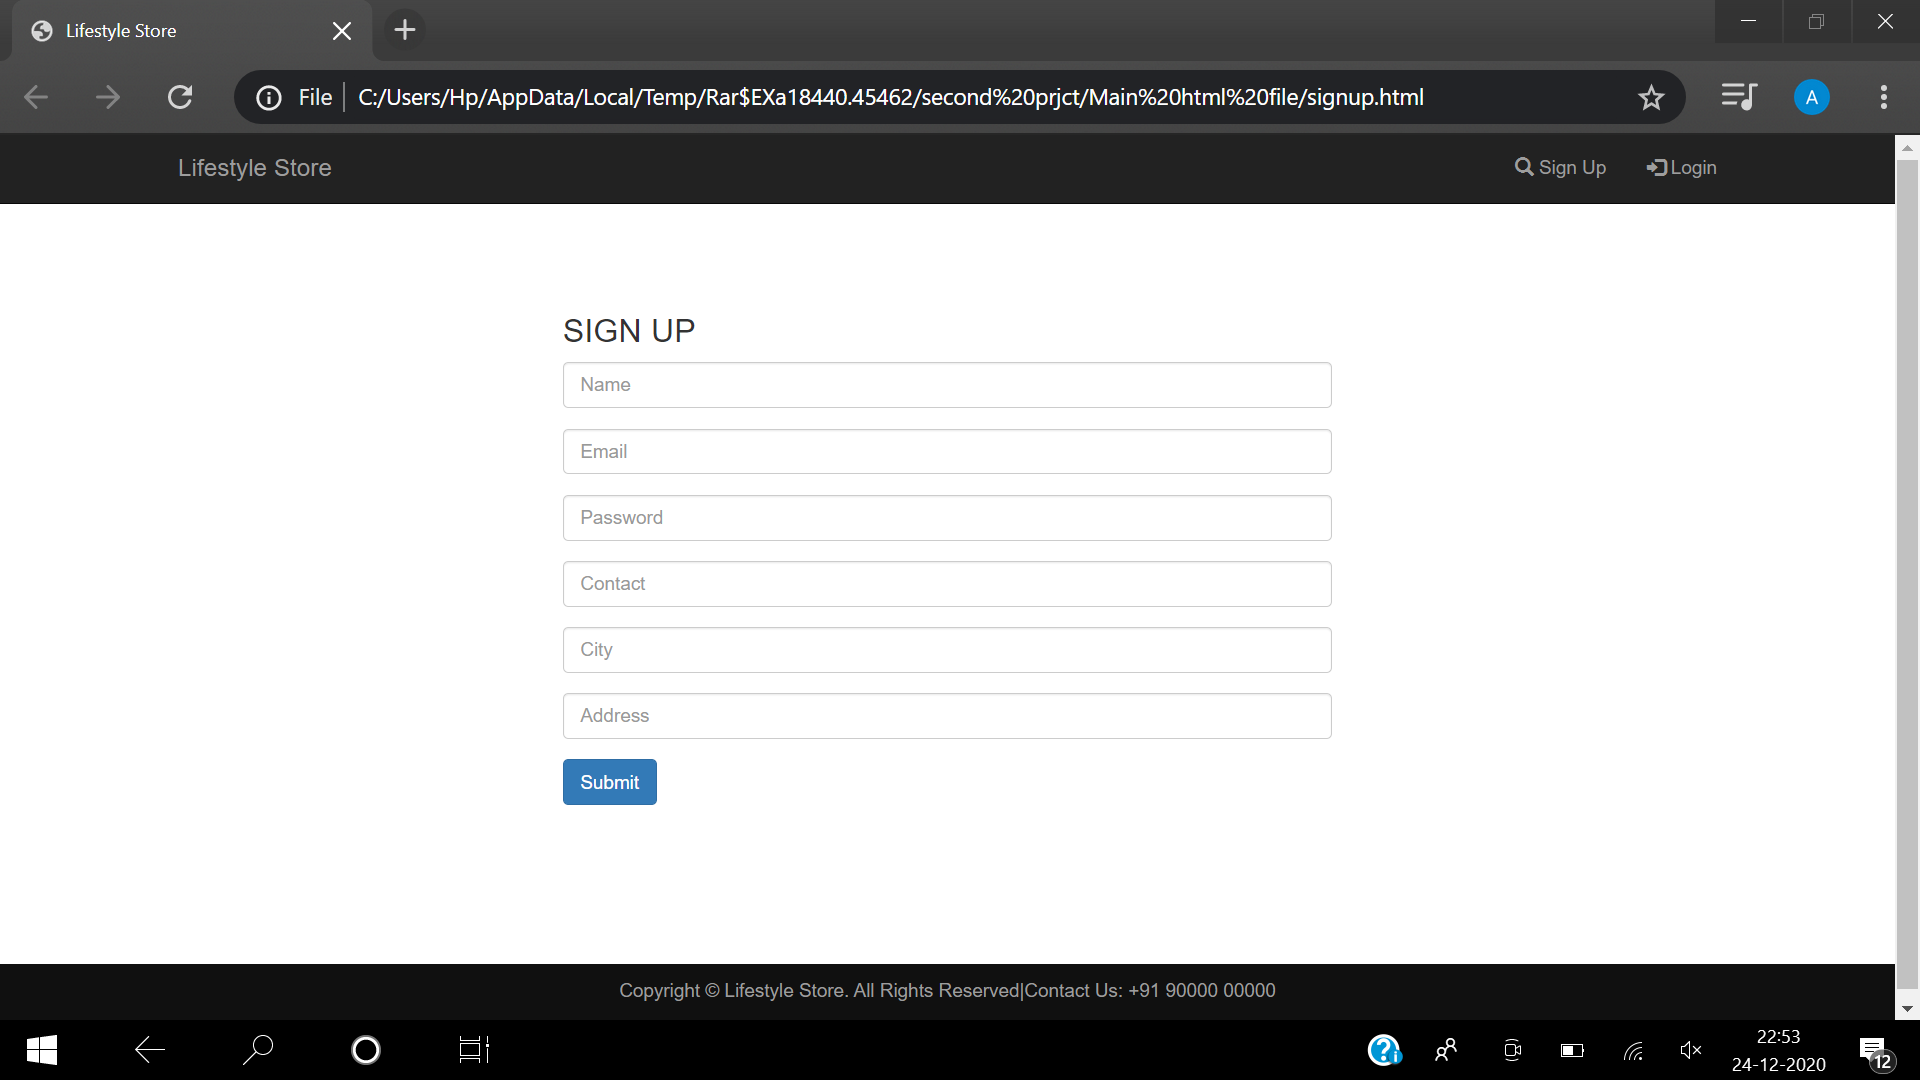 Lifestyle Store
File C:/Users/Hp/AppData/Local/Temp/Rar$EXa18440.45462/second%20prjct/Main%20html%20file/signup.html
A
Lifestyle Store
Sign Up
Login
SIGN UP
Name
Email
Password
Contact
City
Address
Submit
Copyright © Lifestyle Store. All Rights Reserved|Contact Us: +91 90000 00000
22:53
24-12-2020
12